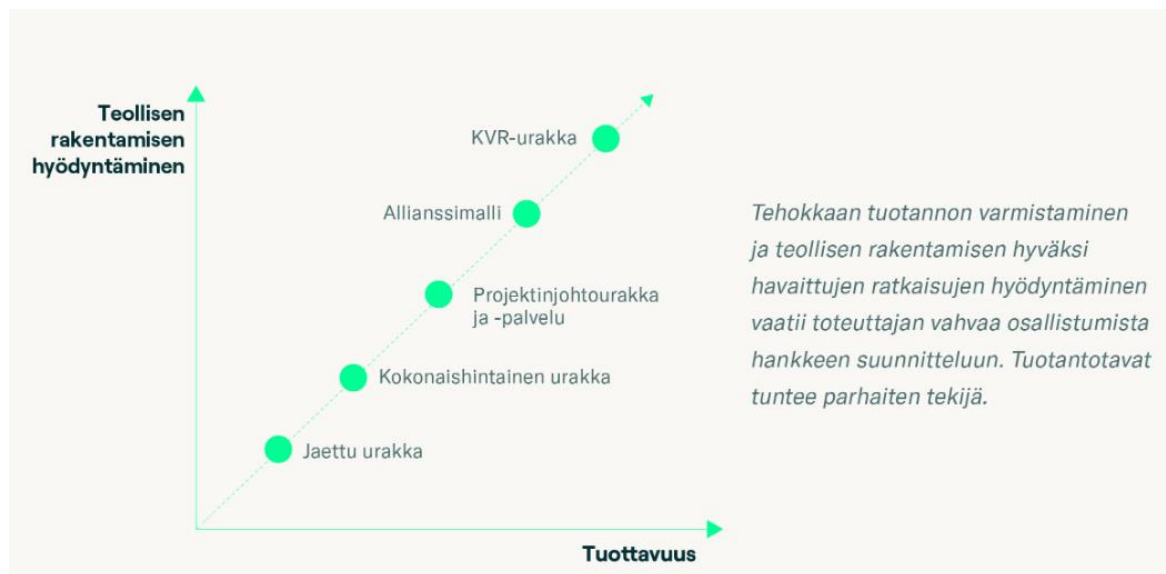 Teollisen
rakentamisen
hyödyntäminen
KVR-urakka
Allianssimalli
Projektinjohtourakka
ja -palvelu
Kokonaishintainen urakka
Jaettu urakka
Tuottavuus
Tehokkaan tuotannon varmistaminen
ja teollisen rakentamisen hyväksi
havaittujen ratkaisujen hyödyntäminen
vaatii toteuttajan vahvaa osallistumista
hankkeen suunnitteluun. Tuotantotavat
tuntee parhaiten tekijä.